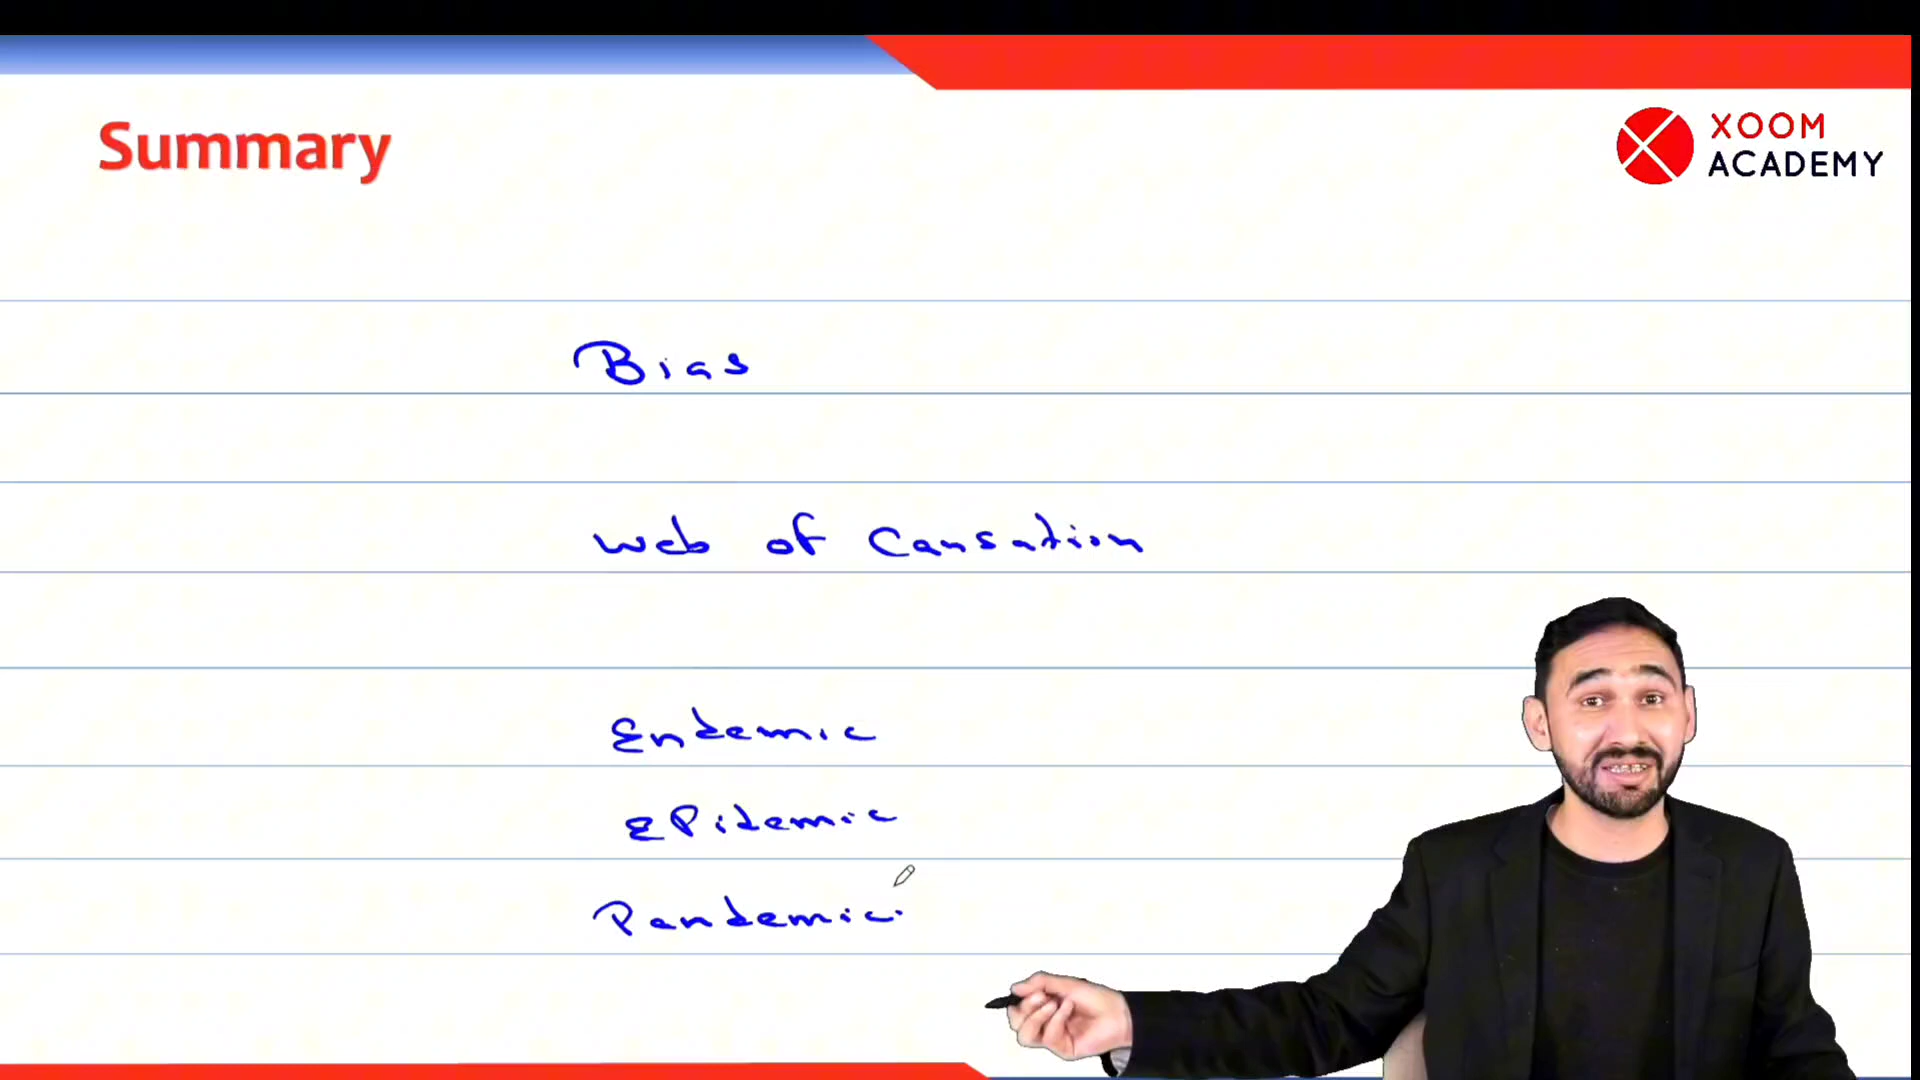 Summary
XOOM
ACADEMY
Bias
Web of Causation
Endemic
Epidemic
Pandemic.